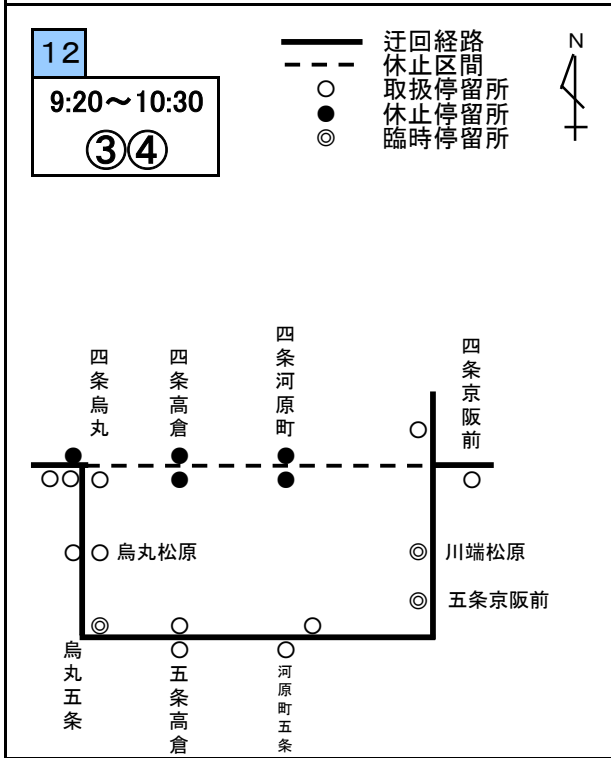 12
9:20～10:30
③④
迂回経路
休止区間
取扱停留所
休止停留所
臨時停留所
N
四条烏丸
四条高倉
四条河原町
四条京阪前
烏丸松原
川端松原
五条京阪前
烏丸五条
五条高倉
河原町五条